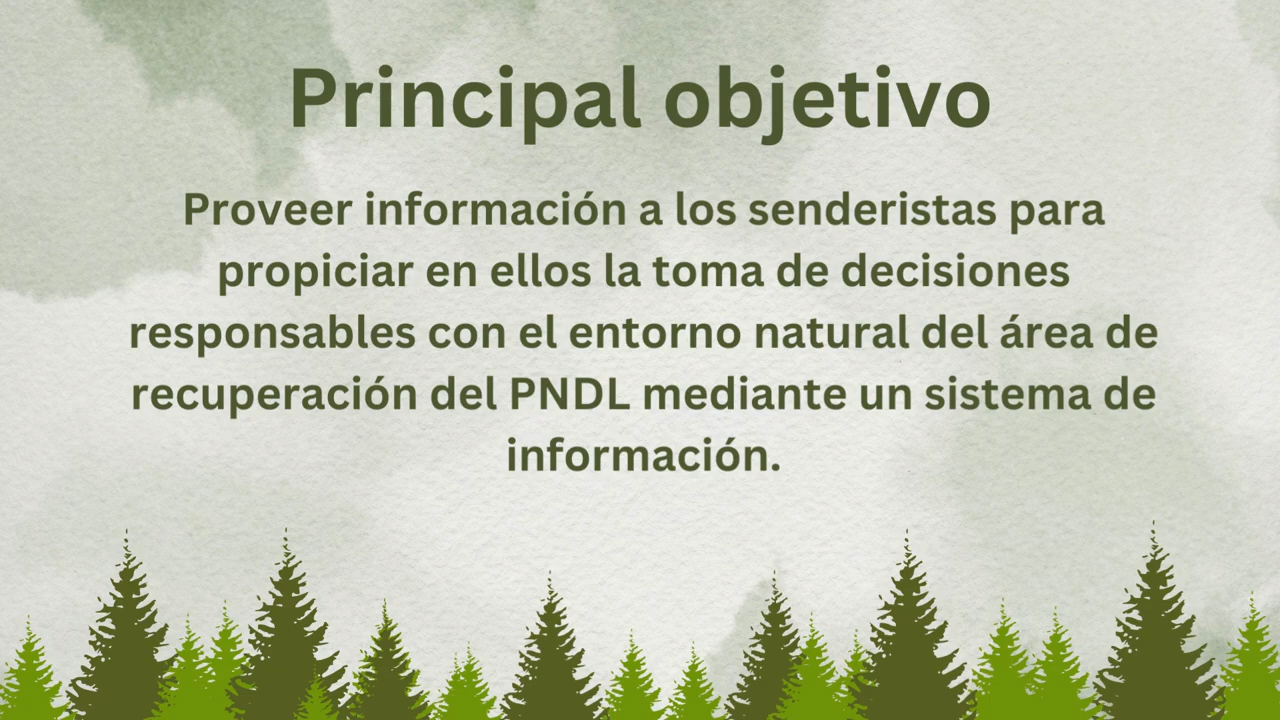 Principal objetivo
Proveer información a los senderistas para
propiciar en ellos la toma de decisiones
responsables con el entorno natural del área de
recuperación del PNDL mediante un sistema de
información.